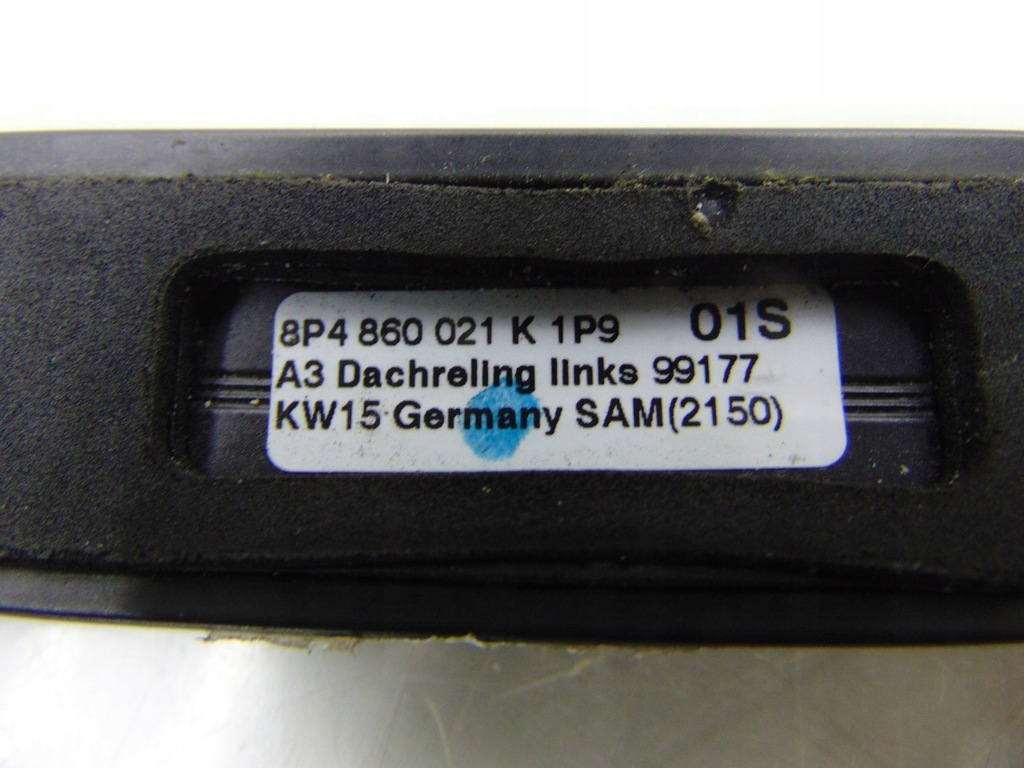 8P4 860 021 K 1P9 01S
A3 Dachreling links 99177
KW15 Germany SAM(2150)